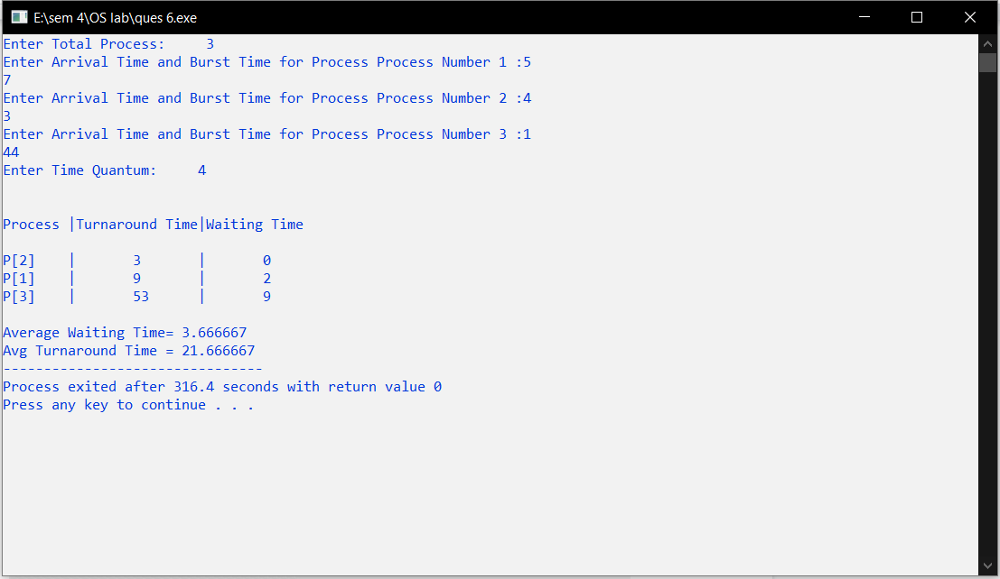 E:\sem 4\OS lab\ques 6.exe
Enter Total Process:     3
Enter Arrival Time and Burst Time for Process Process Number 1 :5
7
Enter Arrival Time and Burst Time for Process Process Number 2 :4
3
Enter Arrival Time and Burst Time for Process Process Number 3 :1
44
Enter Time Quantum:     4
Process |Turnaround Time|Waiting Time
P[2]    |       3       |       0
P[1]    |       9       |       2
P[3]    |       53      |       9
Average Waiting Time= 3.666667
Avg Turnaround Time = 21.666667
--------------------------------
Process exited after 316.4 seconds with return value 0
Press any key to continue . . .